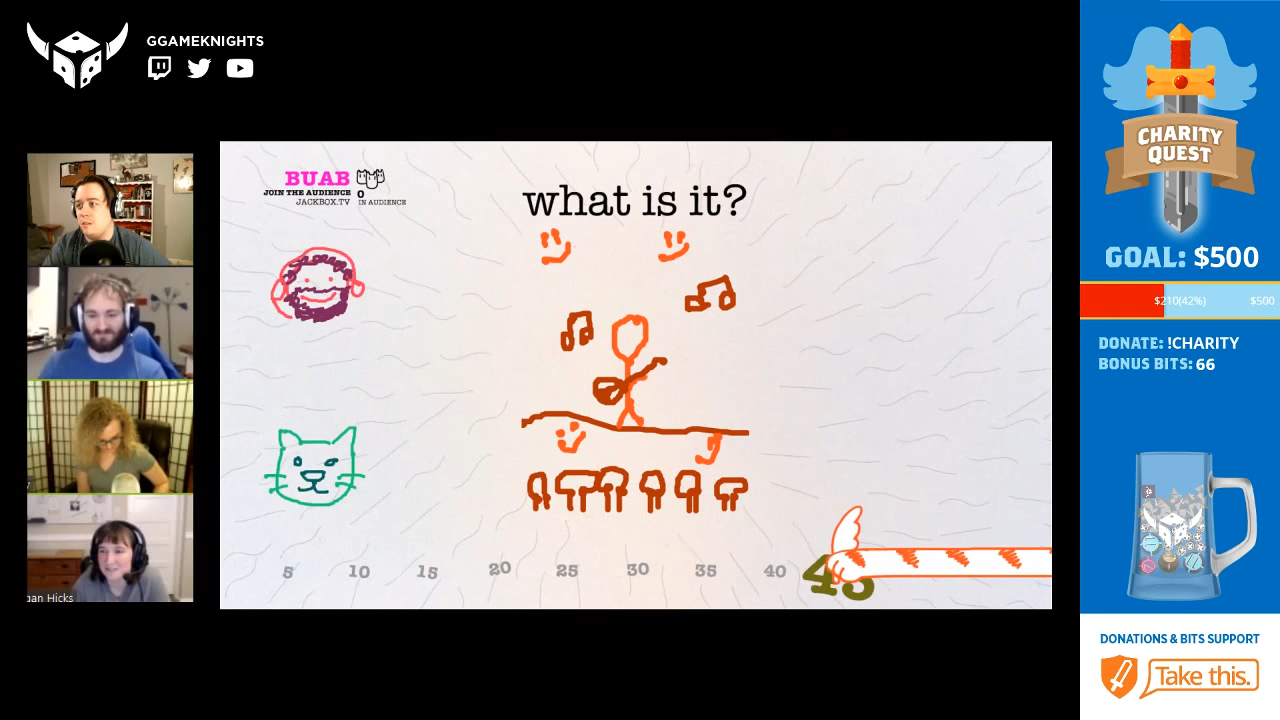 GGAMEKNIGHTS
BUAB
JOIN THE AUDIENCE
JACKBOX.TV
0
IN AUDIENCE
what is it?
5 10 15 20 25 30 35 40 45
gan Hicks
CHARITY
QUEST
GOAL: $500
$210(42%) $500
DONATE: !CHARITY
BONUS BITS: 66
DONATIONS & BITS SUPPORT
Take this.